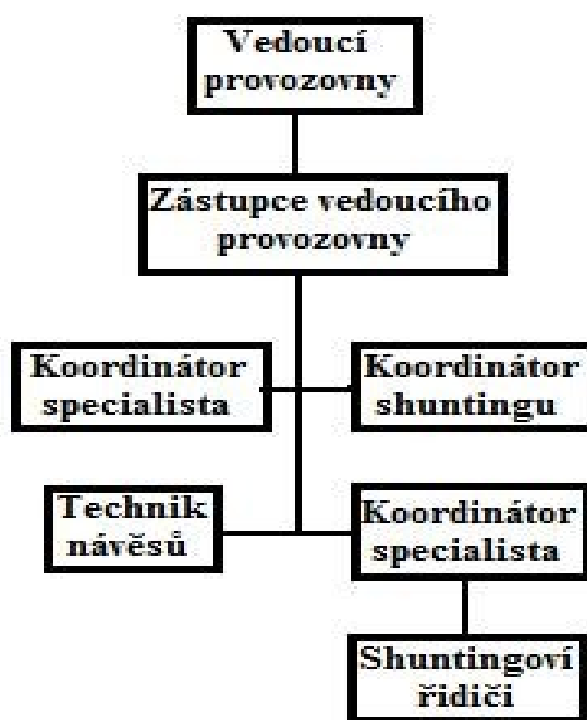 Vedoucí
provozovny
Zástupce vedoucího
provozovny
Koordinátor
specialista
Koordinátor
shuntingu
Technik
návěsů
Koordinátor
specialista
Shuntingoví
řidiči